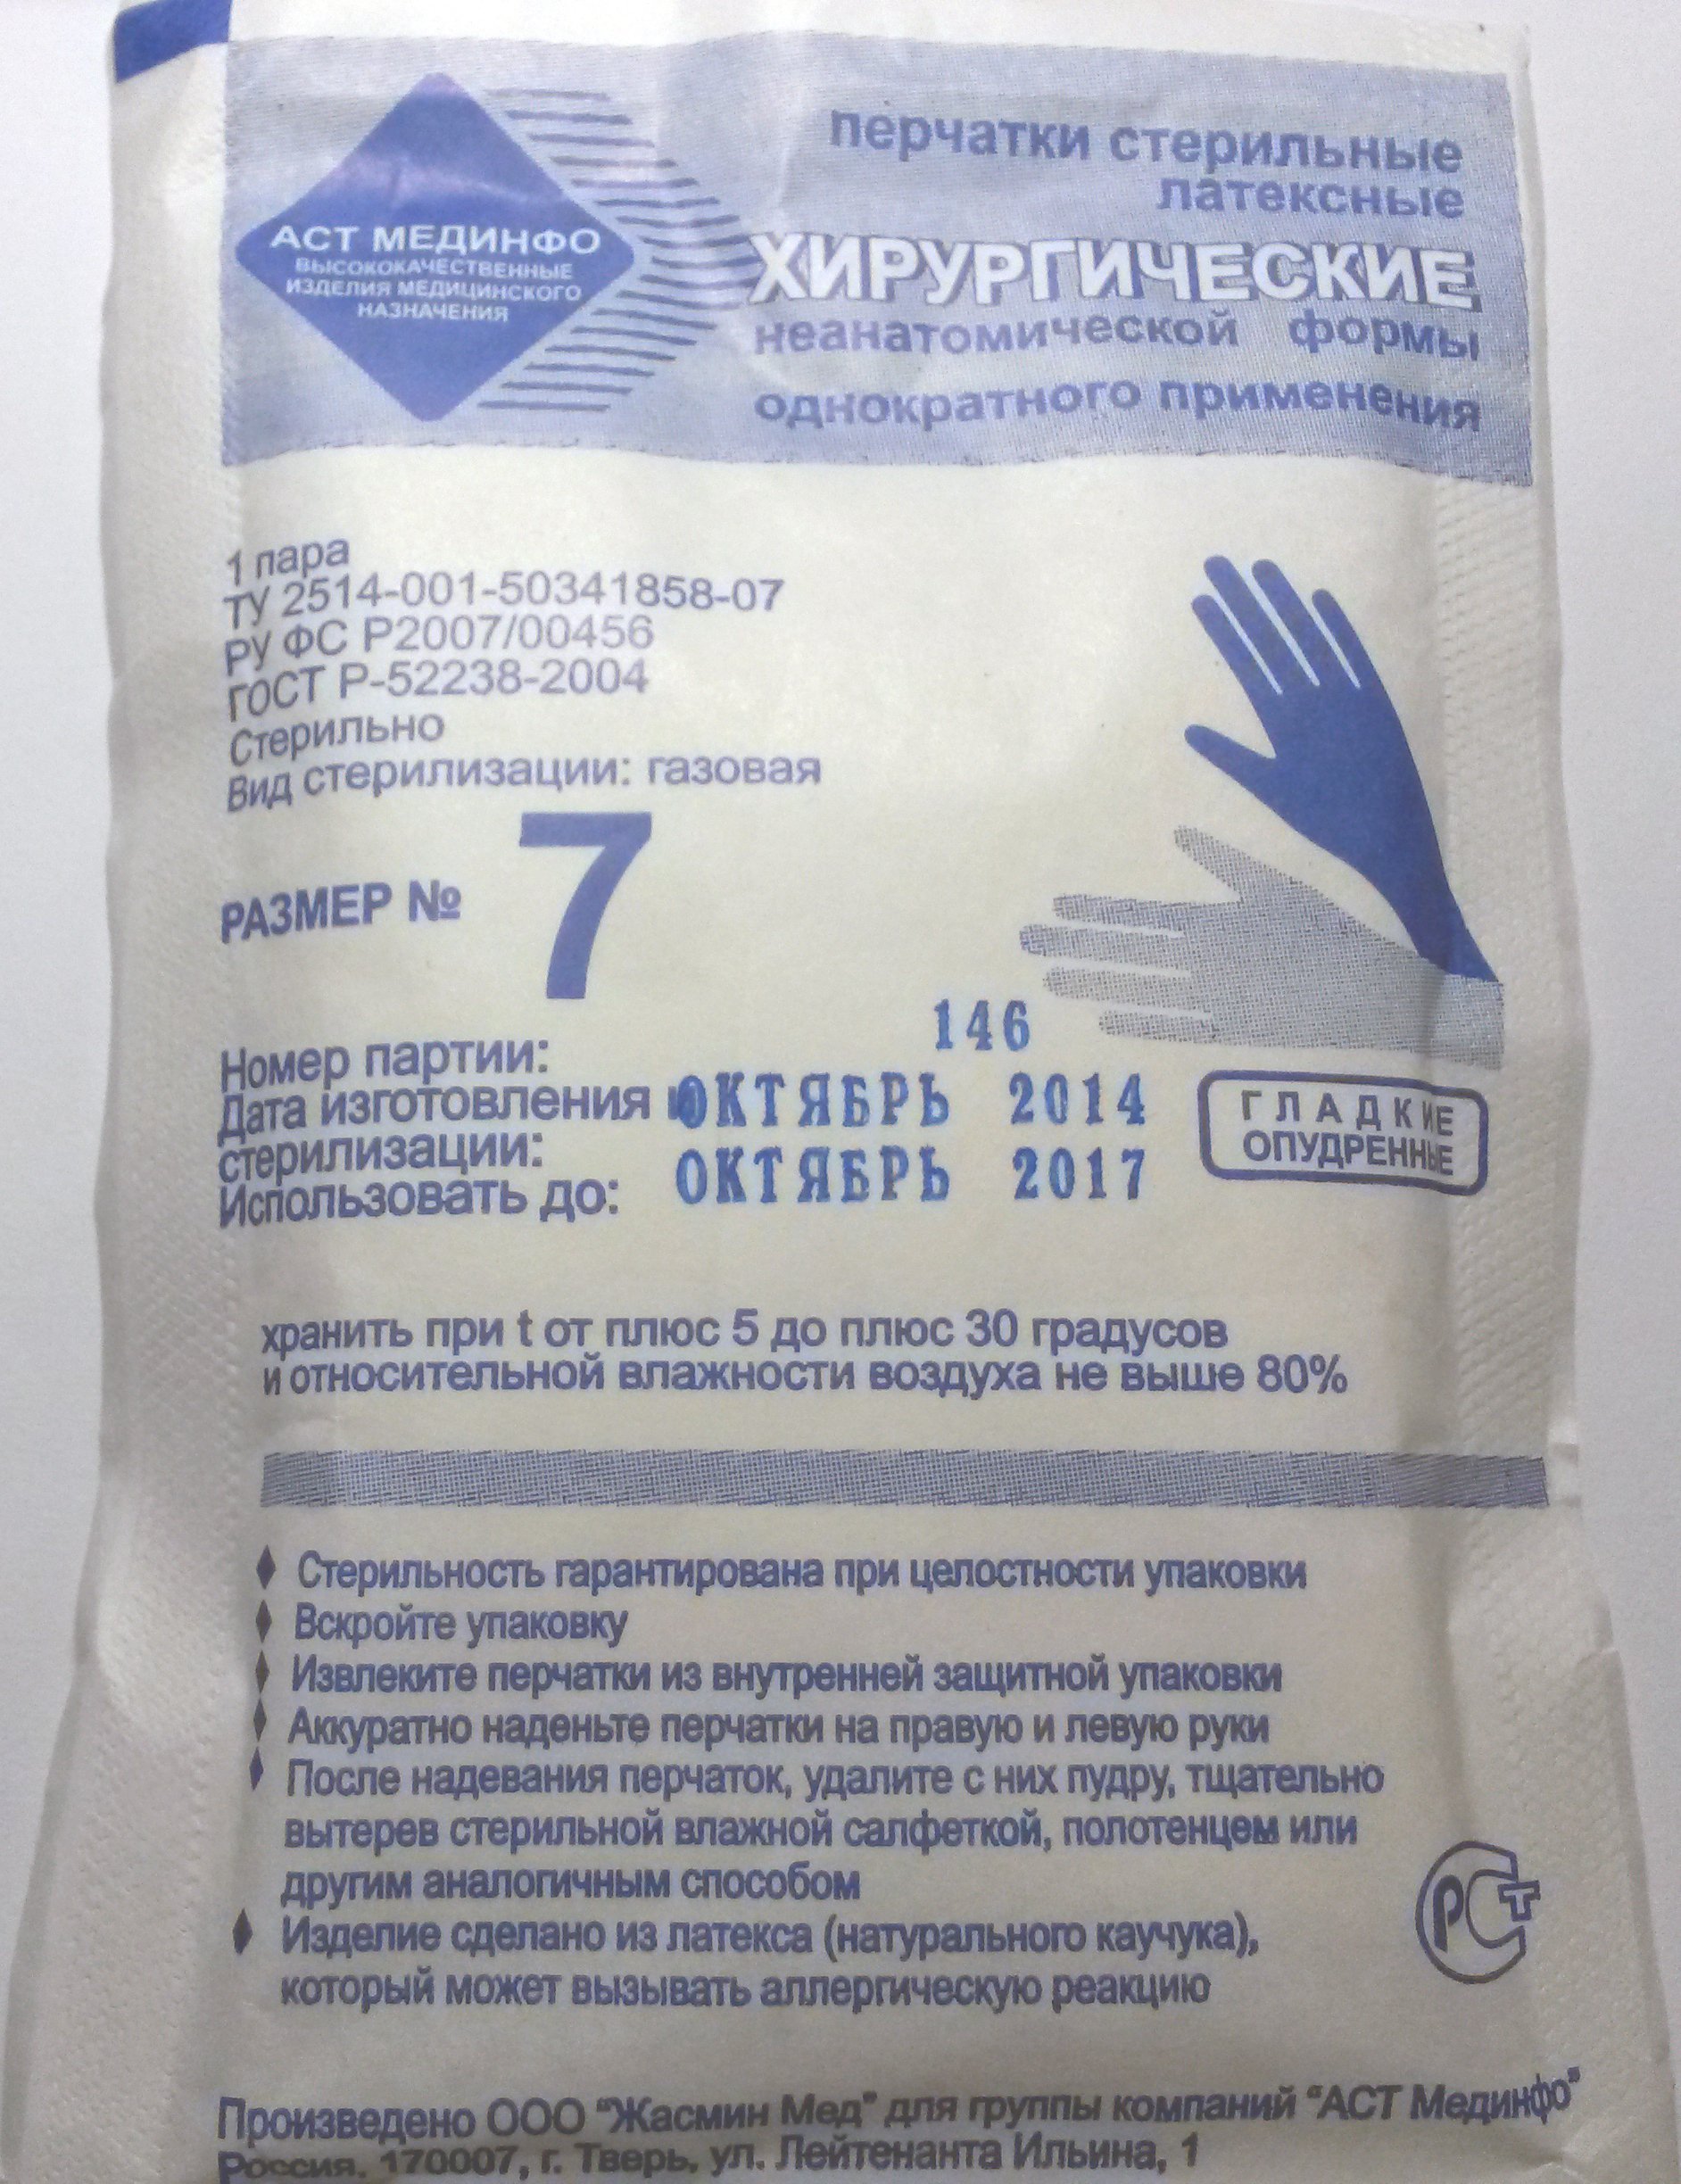 АСТ МЕДИНФО
ВЫСОКОКАЧЕСТВЕННЫЕ
ИЗДЕЛИЯ МЕДИЦИНСКОГО
НАЗНАЧЕНИЯ
перчатки стерильные
латексные
ХИРУРГИЧЕСКИЕ
неанатомической формы
однократного применения
1 пара
ТУ 2514-001-50341858-07
РУ ФС Р2007/00456
ГОСТ Р-52238-2004
Стерильно
Вид стерилизации: газовая
РАЗМЕР № 7
Номер партии: 146
Дата изготовления и ОКТЯБРЬ 2014
стерилизации:
Использовать до: ОКТЯБРЬ 2017
ГЛАДКИЕ
ОПУДРЕННЫЕ
хранить при t от плюс 5 до плюс 30 градусов
и относительной влажности воздуха не выше 80%
♦ Стерильность гарантирована при целостности упаковки
♦ Вскройте упаковку
♦ Извлеките перчатки из внутренней защитной упаковки
♦ Аккуратно наденьте перчатки на правую и левую руки
♦ После надевания перчаток, удалите с них пудру, тщательно
вытерев стерильной влажной салфеткой, полотенцем или
другим аналогичным способом
♦ Изделие сделано из латекса (натурального каучука),
который может вызывать аллергическую реакцию
РСТ
Произведено ООО "Жасмин Мед" для группы компаний "АСТ Мединфо"
Россия, 170007, г. Тверь, ул. Лейтенанта Ильина, 1